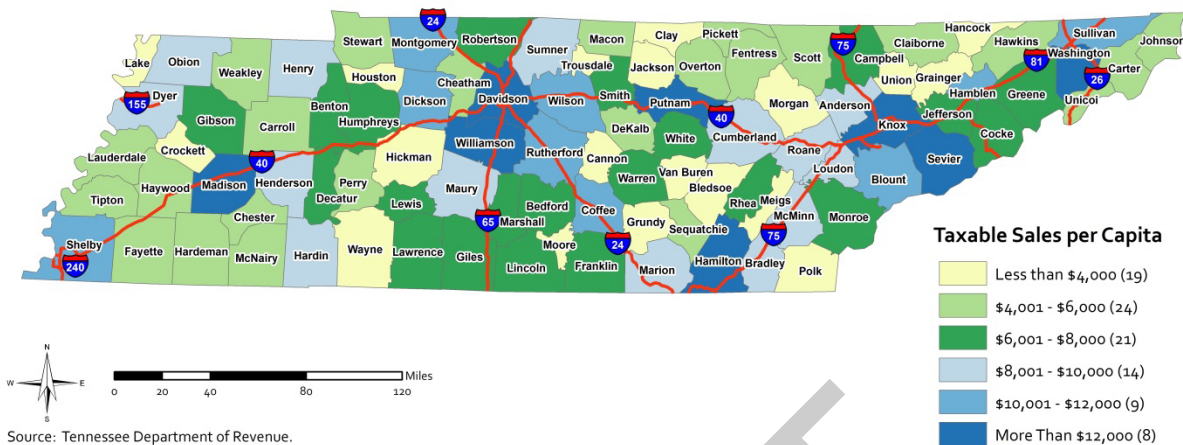 24
Stewart
Montgomery
Robertson
Sumner
Macon
Clay
Pickett
Fentress
Scott
75
Campbell
Claiborne
Hancock
Hawkins
Sullivan
Johnson
Lake
Obion
Weakley
Henry
Houston
Cheatham
Trousdale
Jackson
Overton
Morgan
Anderson
Union
Grainger
Hamblen
81
Washington
Carter
26
Unicoi
155
Dyer
Gibson
Carroll
Benton
Humphreys
Dickson
Davidson
Wilson
Smith
Putnam
40
Cumberland
Knox
Jefferson
Greene
Cocke
Lauderdale
Crockett
40
Madison
Henderson
Decatur
Perry
Hickman
Williamson
Rutherford
DeKalb
White
Cannon
Van Buren
Bledsoe
Roane
Loudon
Blount
Sevier
Tipton
Haywood
Chester
Lewis
Maury
65
Marshall
Bedford
Coffee
Warren
Grundy
Sequatchie
Rhea
Meigs
McMinn
Monroe
Shelby
240
Fayette
Hardeman
McNairy
Hardin
Wayne
Lawrence
Giles
Lincoln
Moore
Franklin
24
Marion
Hamilton
Bradley
75
Polk
Taxable Sales per Capita
Less than $4,000 (19)
$4,001 - $6,000 (24)
$6,001 - $8,000 (21)
$8,001 - $10,000 (14)
$10,001 - $12,000 (9)
More Than $12,000 (8)
N
W E
S
Miles
0 20 40 80 120
Source: Tennessee Department of Revenue.